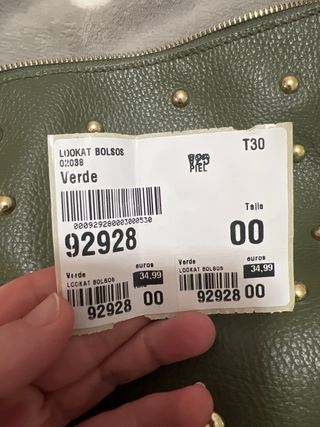 LOOKAT BOLSOS
02038
Verde
T30
PIEL
0009292800003000530
Talla
92928
00
Verde
euros
34,99
LOOKAT BOLSOS
92928 00
Verde
euros
34,99
LOOKAT BOLSOS
92928 00